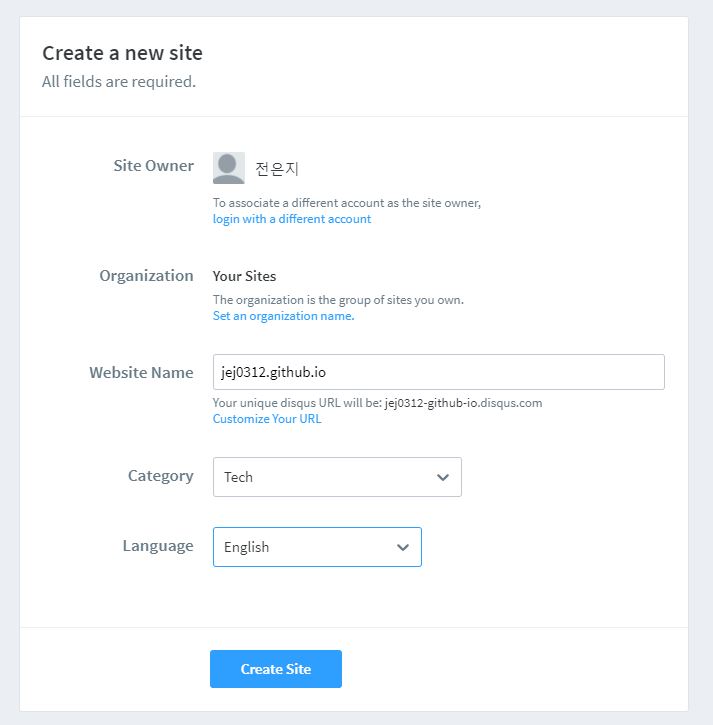 Create a new site
All fields are required.
Site Owner
전은지
To associate a different account as the site owner,
login with a different account
Organization
Your Sites
The organization is the group of sites you own.
Set an organization name.
Website Name
jej0312.github.io
Your unique disqus URL will be: jej0312-github-io.disqus.com
Customize Your URL
Category
Tech
Language
English
Create Site